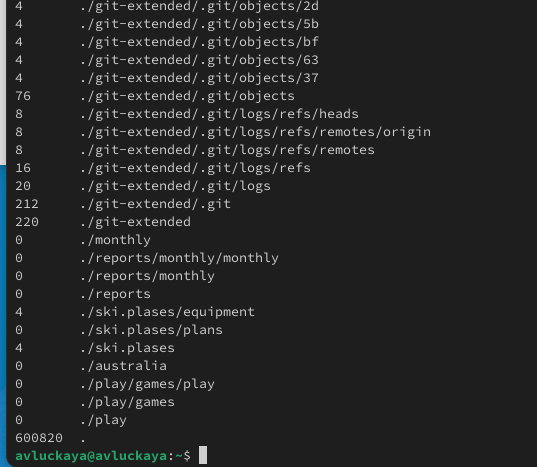 4 ./git-extended/.git/objects/2d
4 ./git-extended/.git/objects/5b
4 ./git-extended/.git/objects/bf
4 ./git-extended/.git/objects/63
4 ./git-extended/.git/objects/37
76 ./git-extended/.git/objects
8 ./git-extended/.git/logs/refs/heads
8 ./git-extended/.git/logs/refs/remotes/origin
8 ./git-extended/.git/logs/refs/remotes
16 ./git-extended/.git/logs/refs
20 ./git-extended/.git/logs
212 ./git-extended/.git
220 ./git-extended
0 ./monthly
0 ./reports/monthly/monthly
0 ./reports/monthly
0 ./reports
4 ./ski.plases/equipment
0 ./ski.plases/plans
4 ./ski.plases
0 ./australia
0 ./play/games/play
0 ./play/games
0 ./play
600820 .
avluckaya@avluckaya:~$